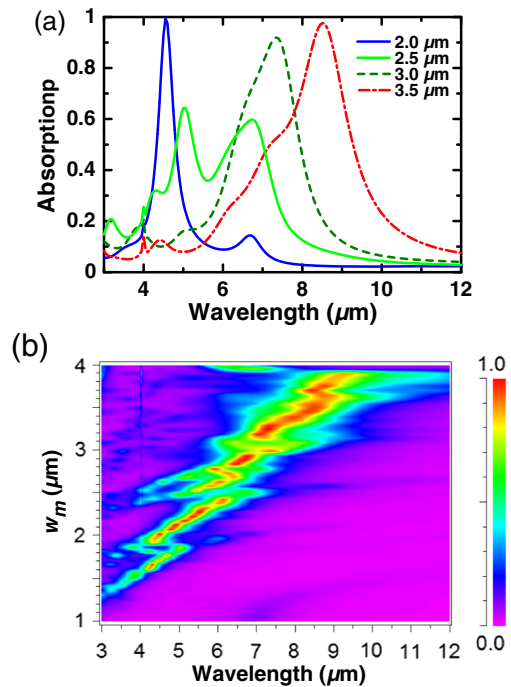 (a)
1
0.8
0.6
0.4
0.2
0
Absorptionp
2.0 µm
2.5 µm
3.0 µm
3.5 µm
4 6 8 10 12
Wavelength (µm)
(b)
4
3
2
1
w_m (µm)
1.0
0.0
3 4 5 6 7 8 9 10 11 12
Wavelength (µm)